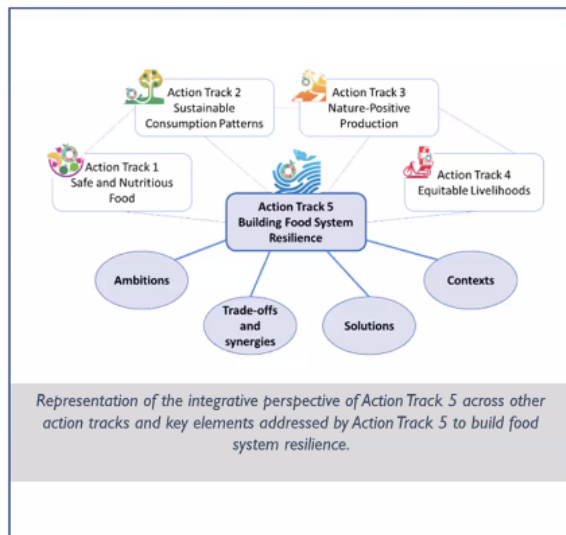 Action Track 2
Sustainable
Consumption Patterns
Action Track 3
Nature-Positive
Production
Action Track 1
Safe and Nutritious
Food
Action Track 4
Equitable Livelihoods
Action Track 5
Building Food System
Resilience
Ambitions
Trade-offs
and
synergies
Solutions
Contexts
Representation of the integrative perspective of Action Track 5 across other
action tracks and key elements addressed by Action Track 5 to build food
system resilience.